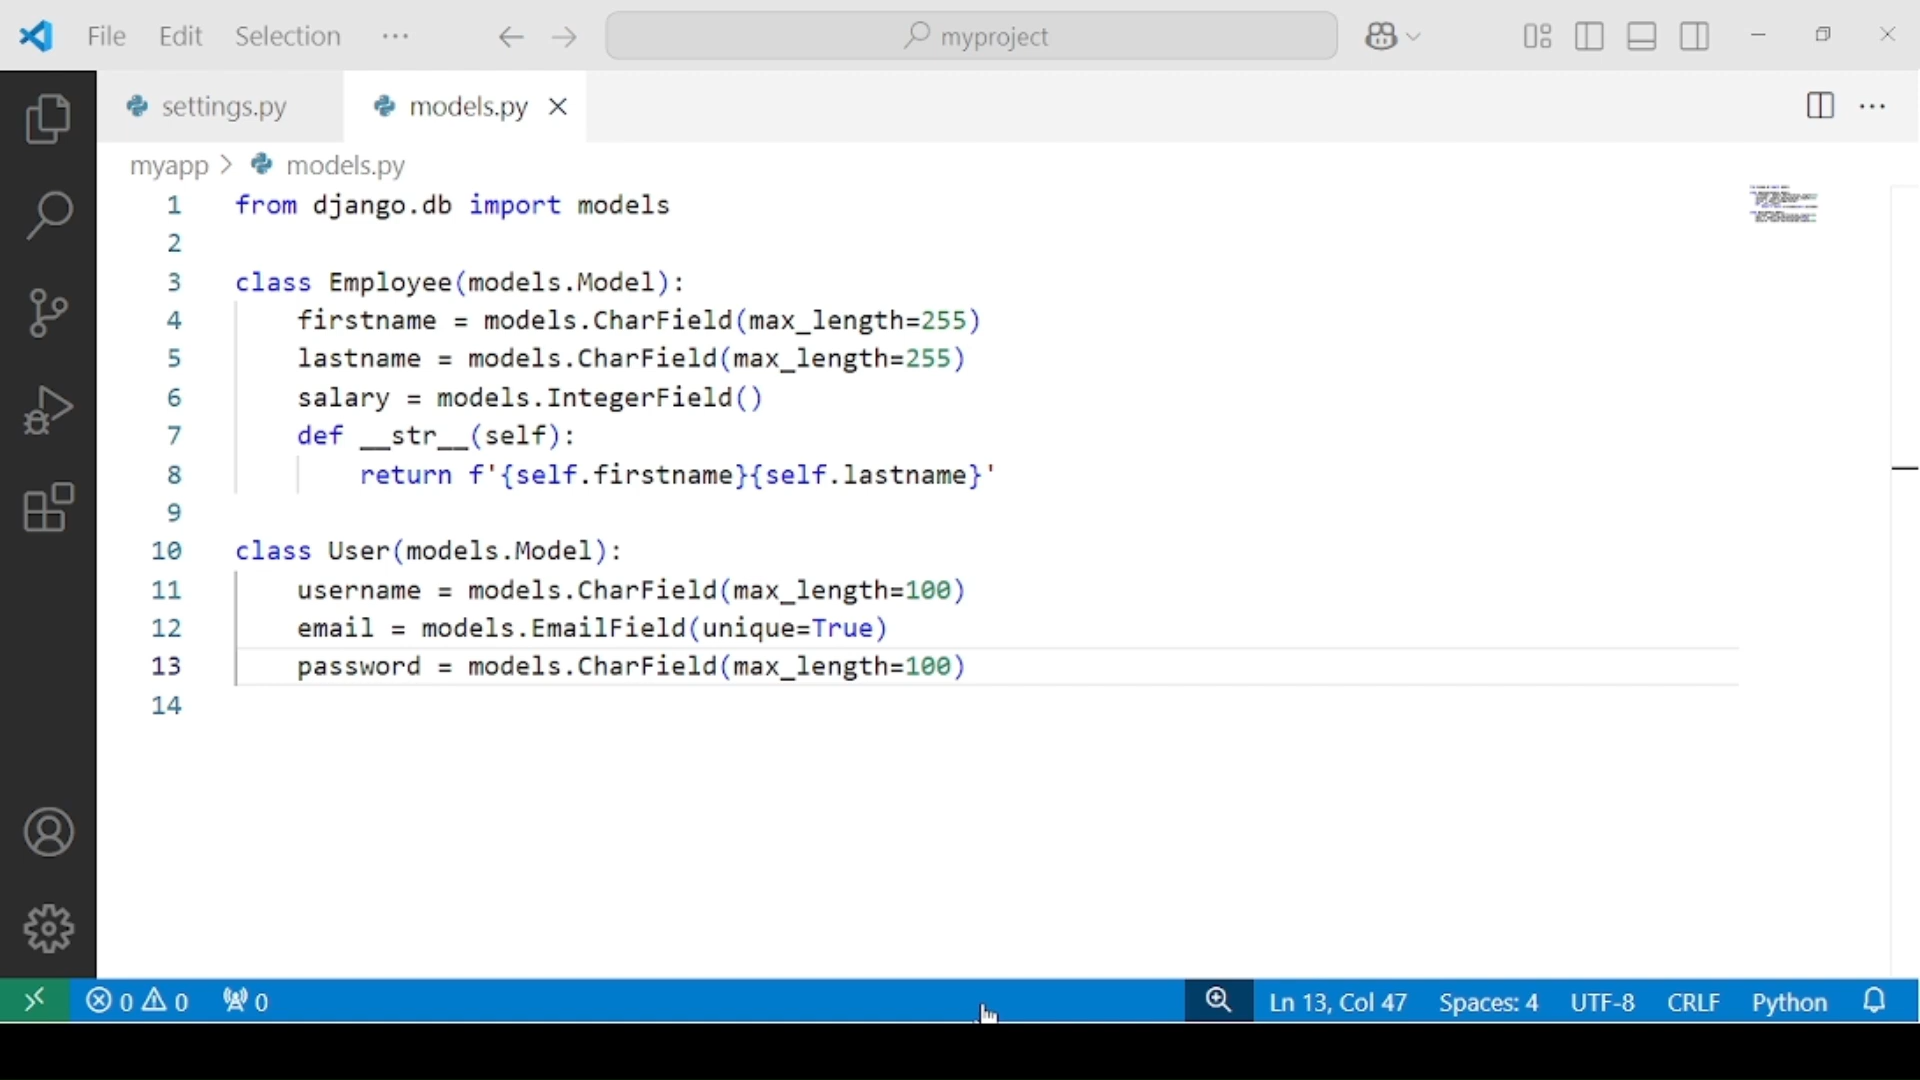 File Edit Selection ··· myproject
settings.py models.py
myapp > models.py
1 from django.db import models
2
3 class Employee(models.Model):
4 firstname = models.CharField(max_length=255)
5 lastname = models.CharField(max_length=255)
6 salary = models.IntegerField()
7 def __str__(self):
8 return f'{self.firstname}{self.lastname}'
9
10 class User(models.Model):
11 username = models.CharField(max_length=100)
12 email = models.EmailField(unique=True)
13 password = models.CharField(max_length=100)
14
0 0 0 Ln 13, Col 47 Spaces: 4 UTF-8 CRLF Python